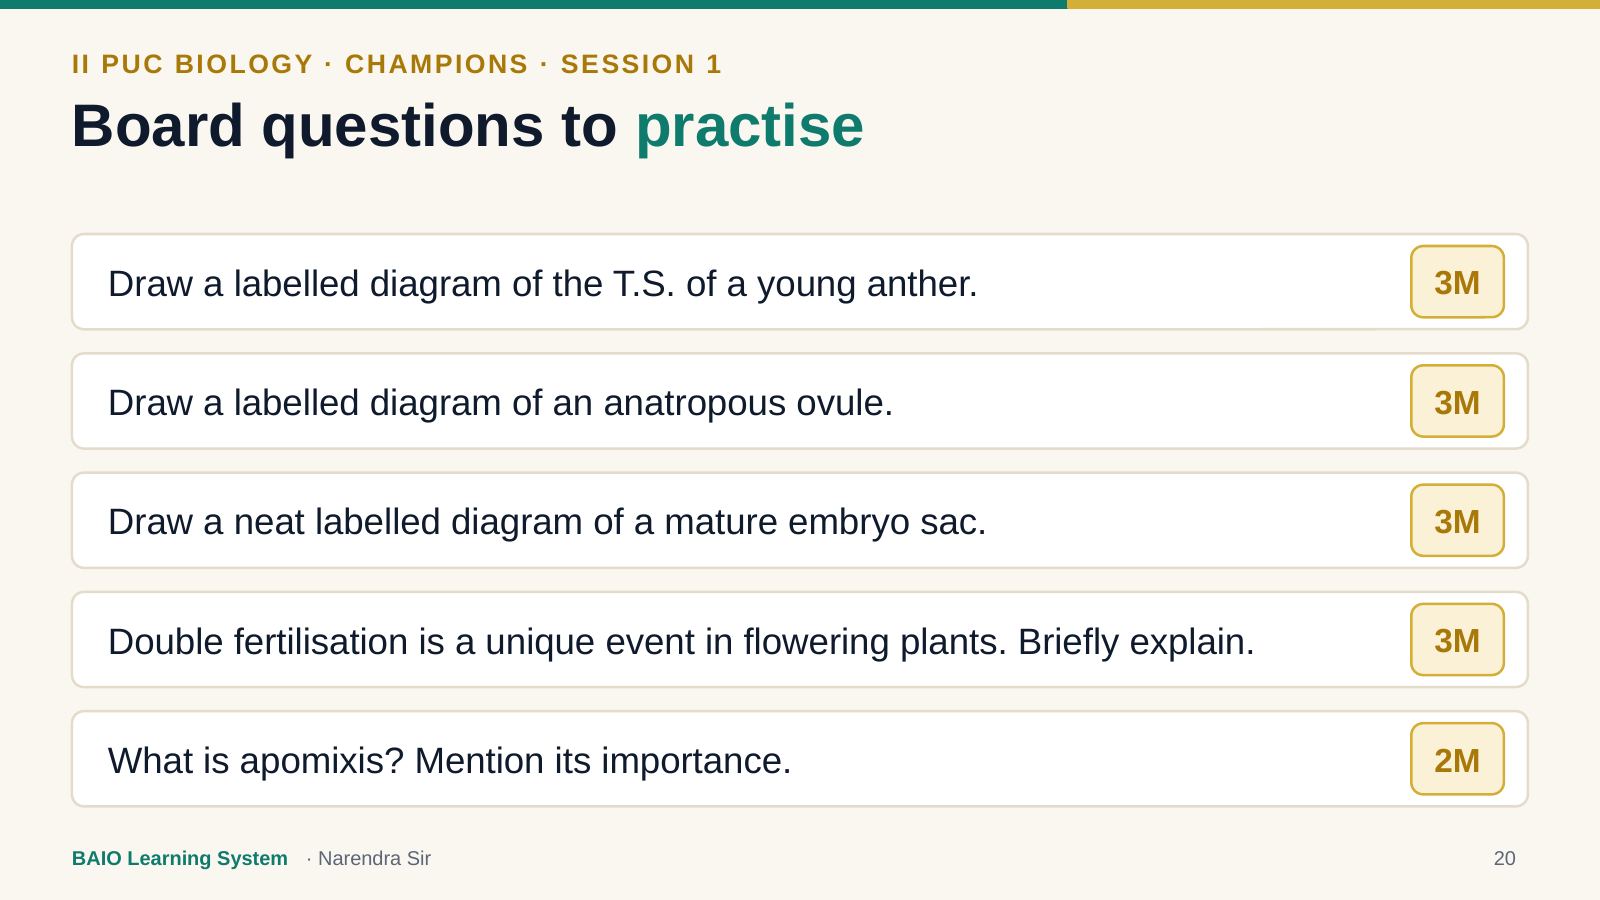 II PUC BIOLOGY · CHAMPIONS · SESSION 1
Board questions to practise
Draw a labelled diagram of the T.S. of a young anther. 3M
Draw a labelled diagram of an anatropous ovule. 3M
Draw a neat labelled diagram of a mature embryo sac. 3M
Double fertilisation is a unique event in flowering plants. Briefly explain. 3M
What is apomixis? Mention its importance. 2M
BAIO Learning System · Narendra Sir 20